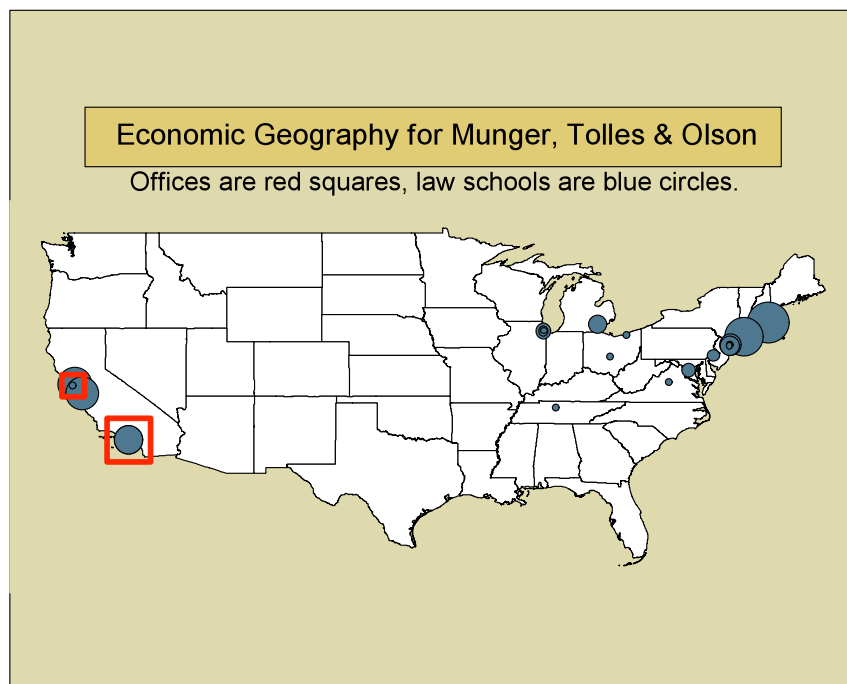 Economic Geography for Munger, Tolles & Olson
Offices are red squares, law schools are blue circles.